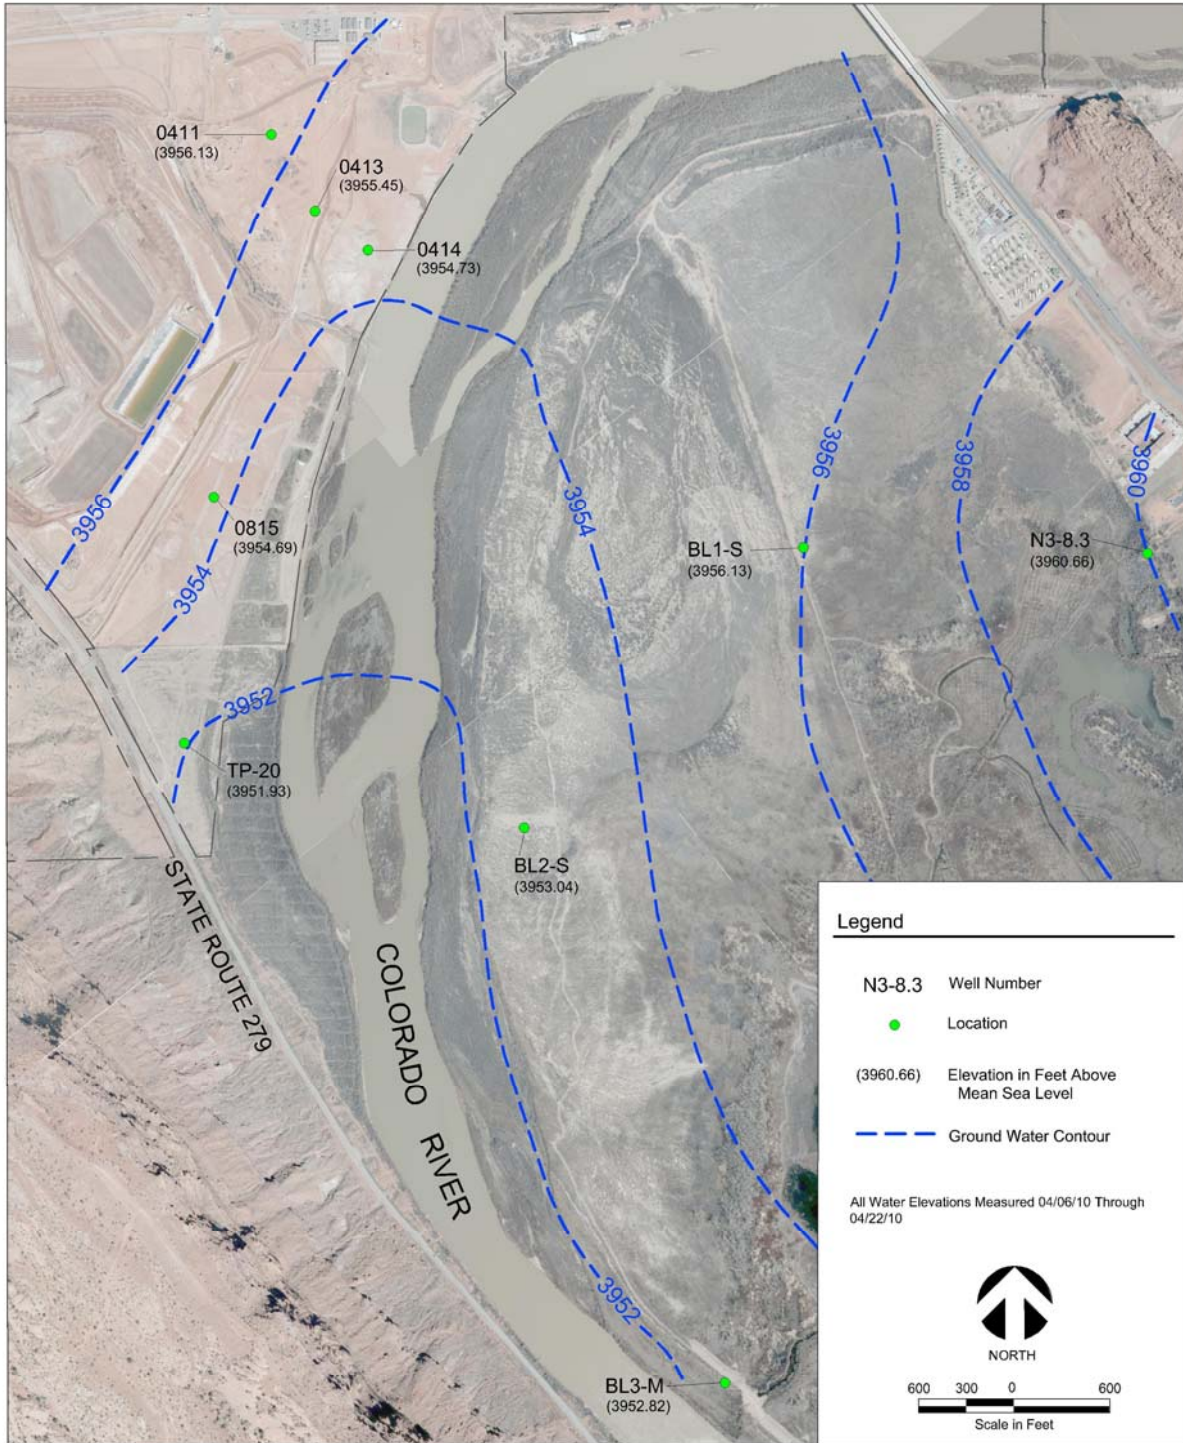 0411
(3956.13)
0413
(3955.45)
0414
(3954.73)
3956
3958
3960
3954
3956
0815
(3954.69)
BL1-S
(3956.13)
N3-8.3
(3960.66)
3954
3952
TP-20
(3951.93)
BL2-S
(3953.04)
STATE ROUTE 279
COLORADO RIVER
3952
BL3-M
(3952.82)
Legend
N3-8.3 Well Number
Location
(3960.66) Elevation in Feet Above
Mean Sea Level
Ground Water Contour
All Water Elevations Measured 04/06/10 Through
04/22/10
NORTH
600 300 0 600
Scale in Feet